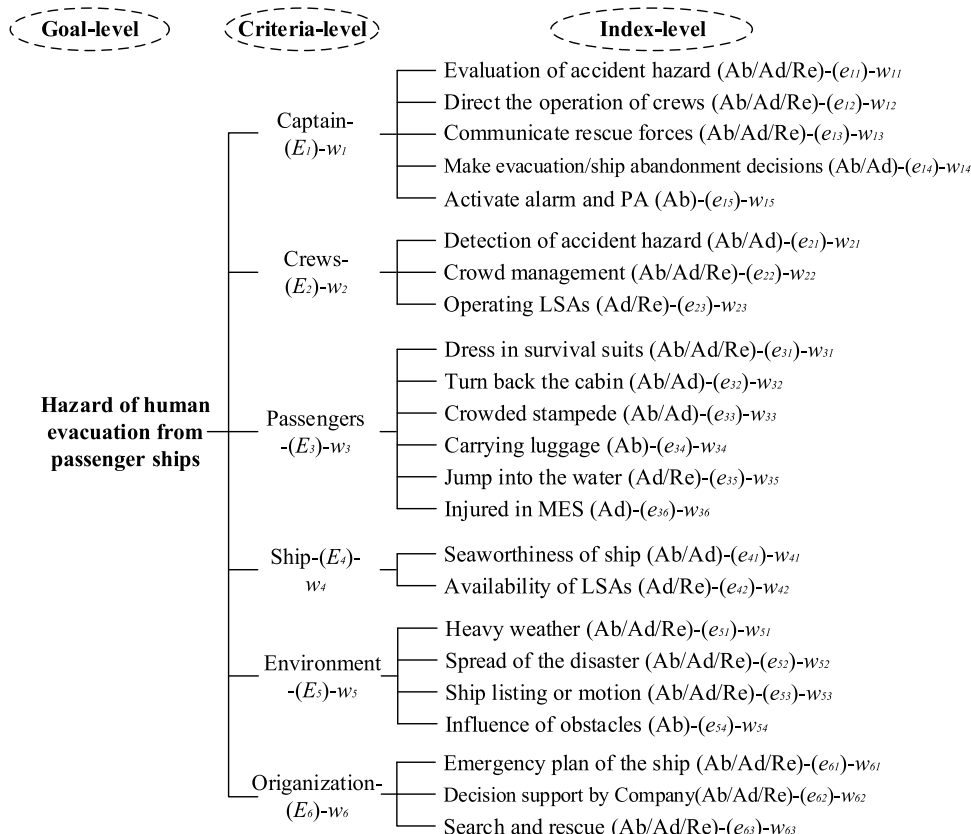 Goal-level
Criteria-level
Index-level
Hazard of human
evacuation from
passenger ships
Captain-
(E1)-w1
Evaluation of accident hazard (Ab/Ad/Re)-(e11)-w11
Direct the operation of crews (Ab/Ad/Re)-(e12)-w12
Communicate rescue forces (Ab/Ad/Re)-(e13)-w13
Make evacuation/ship abandonment decisions (Ab/Ad)-(e14)-w14
Activate alarm and PA (Ab)-(e15)-w15
Crews-
(E2)-w2
Detection of accident hazard (Ab/Ad)-(e21)-w21
Crowd management (Ab/Ad/Re)-(e22)-w22
Operating LSAs (Ad/Re)-(e23)-w23
Passengers
-(E3)-w3
Dress in survival suits (Ab/Ad/Re)-(e31)-w31
Turn back the cabin (Ab/Ad)-(e32)-w32
Crowded stampede (Ab/Ad)-(e33)-w33
Carrying luggage (Ab)-(e34)-w34
Jump into the water (Ad/Re)-(e35)-w35
Injured in MES (Ad)-(e36)-w36
Ship-(E4)-
w4
Seaworthiness of ship (Ab/Ad)-(e41)-w41
Availability of LSAs (Ad/Re)-(e42)-w42
Environment
-(E5)-w5
Heavy weather (Ab/Ad/Re)-(e51)-w51
Spread of the disaster (Ab/Ad/Re)-(e52)-w52
Ship listing or motion (Ab/Ad/Re)-(e53)-w53
Influence of obstacles (Ab)-(e54)-w54
Origanization-
(E6)-w6
Emergency plan of the ship (Ab/Ad/Re)-(e61)-w61
Decision support by Company(Ab/Ad/Re)-(e62)-w62
Search and rescue (Ab/Ad/Re)-(e63)-w63